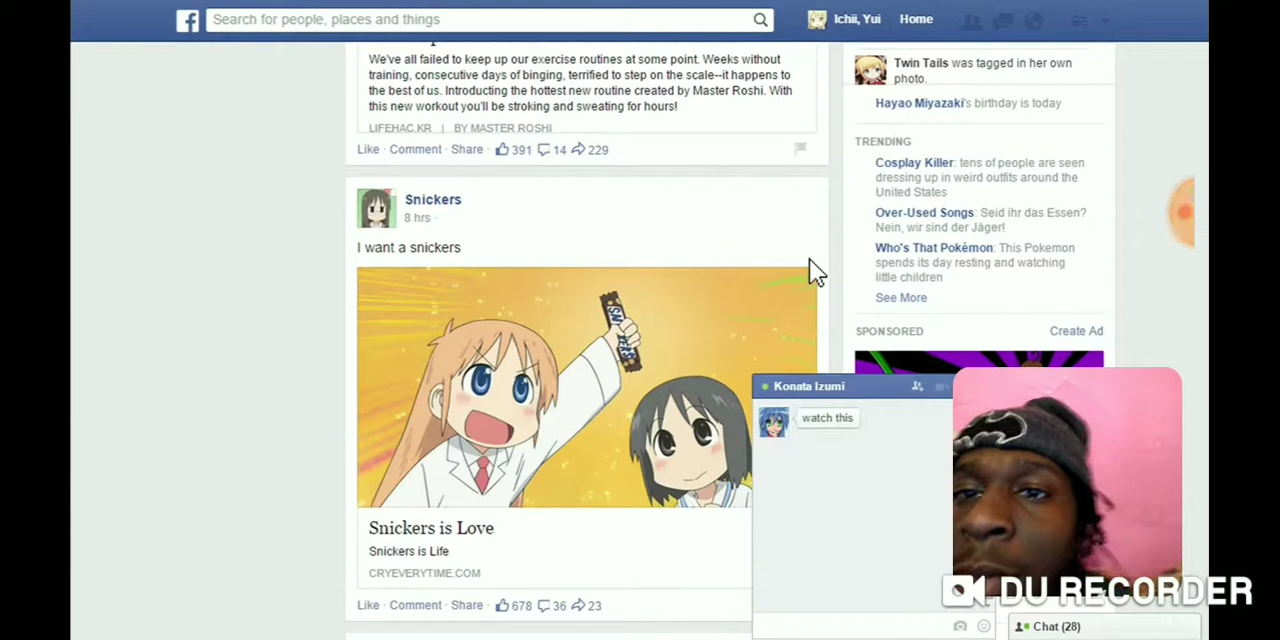 Search for people, places and things
Ichii, Yui
Home
We've all failed to keep up our exercise routines at some point. Weeks without
training, consecutive days of binging, terrified to step on the scale--it happens to
the best of us. Introducting the hottest new routine created by Master Roshi. With
this new workout you'll be stroking and sweating for hours!
LIFEHAC.KR | BY MASTER ROSHI
Like · Comment · Share · 391 14 229
Snickers
8 hrs ·
I want a snickers
SNICKERS
Snickers is Love
Snickers is Life
CRYEVERYTIME.COM
Like · Comment · Share · 678 36 23
Twin Tails was tagged in her own
photo.
Hayao Miyazaki's birthday is today
TRENDING
Cosplay Killer: tens of people are seen
dressing up in weird outfits around the
United States
Over-Used Songs: Seid ihr das Essen?
Nein, wir sind der Jäger!
Who's That Pokémon: This Pokemon
spends its day resting and watching
little children
See More
SPONSORED
Create Ad
Konata Izumi
watch this
DU RECORDER
Chat (28)